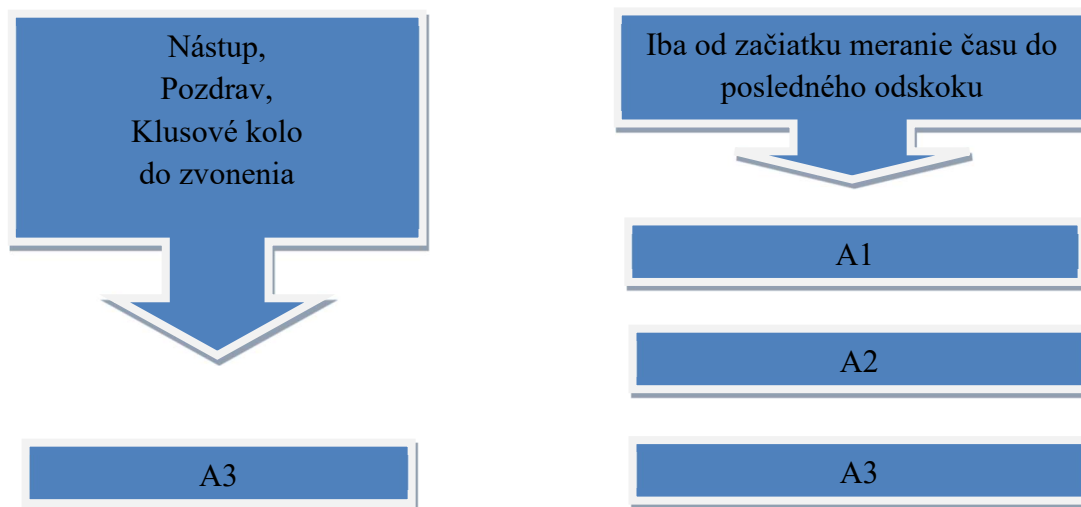 Nástup,
Pozdrav,
Klusové kolo
do zvonenia
A3
Iba od začiatku meranie času do
posledného odskoku
A1
A2
A3